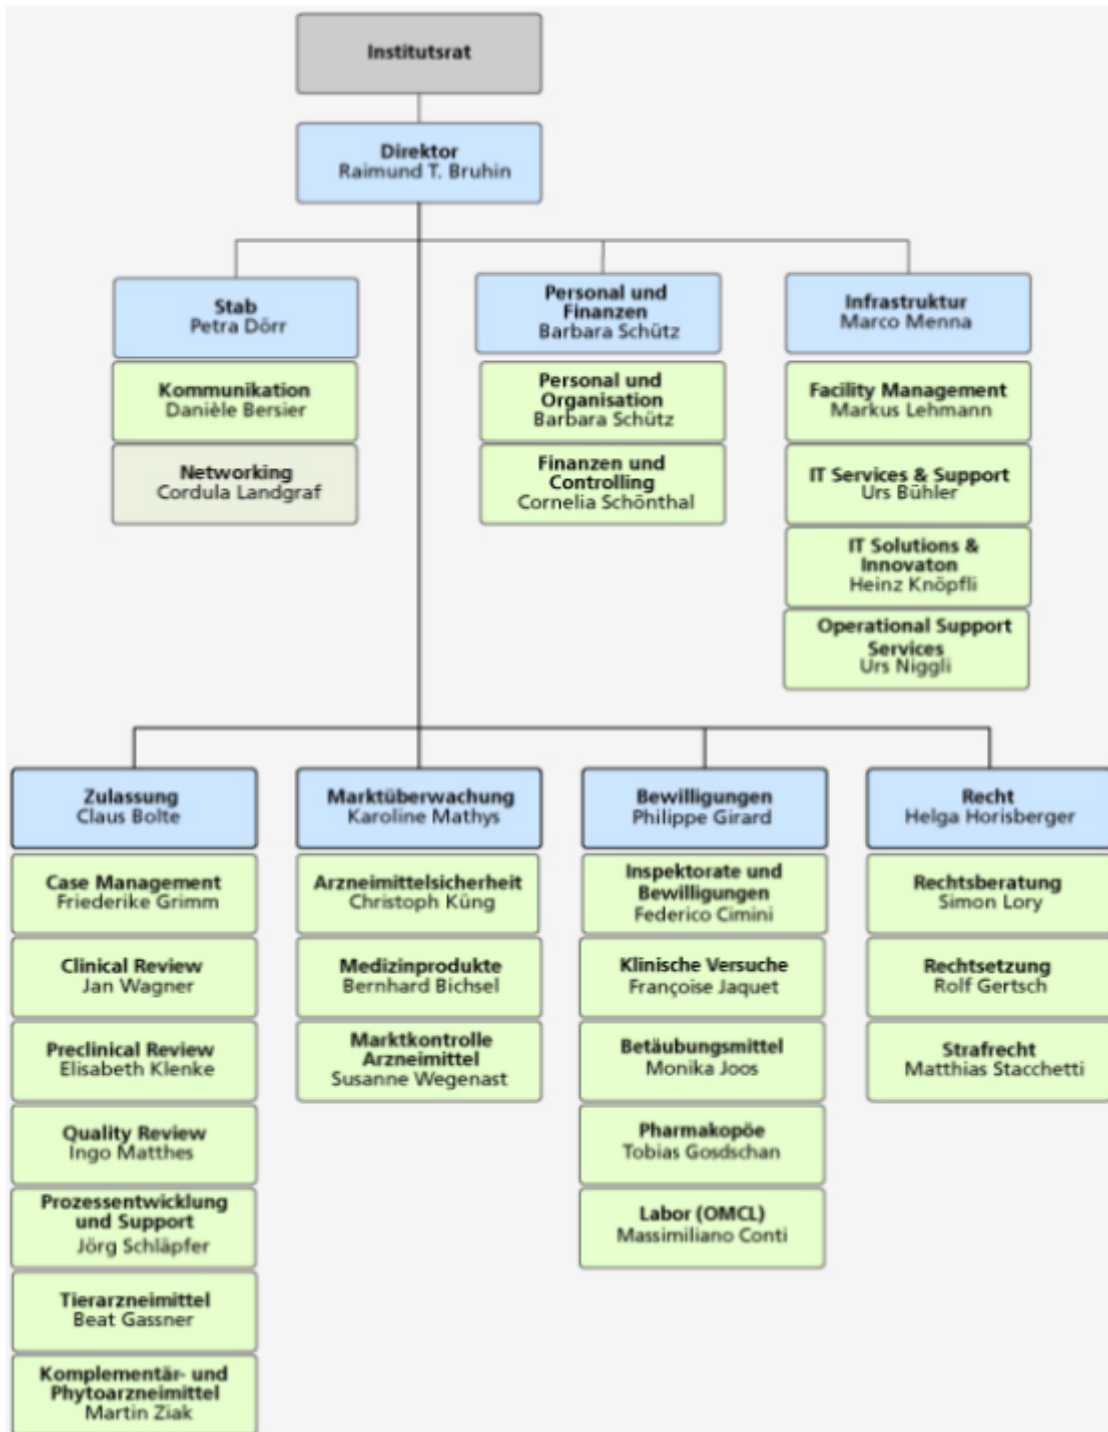 Institutsrat
Direktor
Raimund T. Bruhin
Stab
Petra Dörr
Kommunikation
Danièle Bersier
Networking
Cordula Landgraf
Personal und
Finanzen
Barbara Schütz
Personal und
Organisation
Barbara Schütz
Finanzen und
Controlling
Cornelia Schönthal
Infrastruktur
Marco Menna
Facility Management
Markus Lehmann
IT Services & Support
Urs Bühler
IT Solutions &
Innovaton
Heinz Knöpfli
Operational Support
Services
Urs Niggli
Zulassung
Claus Bolte
Case Management
Friederike Grimm
Clinical Review
Jan Wagner
Preclinical Review
Elisabeth Klenke
Quality Review
Ingo Matthes
Prozessentwicklung
und Support
Jörg Schläpfer
Tierarzneimittel
Beat Gassner
Komplementär- und
Phytoarzneimittel
Martin Ziak
Marktüberwachung
Karoline Mathys
Arzneimittelsicherheit
Christoph Küng
Medizinprodukte
Bernhard Bichsel
Marktkontrolle
Arzneimittel
Susanne Wegenast
Bewilligungen
Philippe Girard
Inspektorate und
Bewilligungen
Federico Cimini
Klinische Versuche
Françoise Jaquet
Betäubungsmittel
Monika Joos
Pharmakopöe
Tobias Gosdschan
Labor (OMCL)
Massimiliano Conti
Recht
Helga Horisberger
Rechtsberatung
Simon Lory
Rechtsetzung
Rolf Gertsch
Strafrecht
Matthias Stacchetti